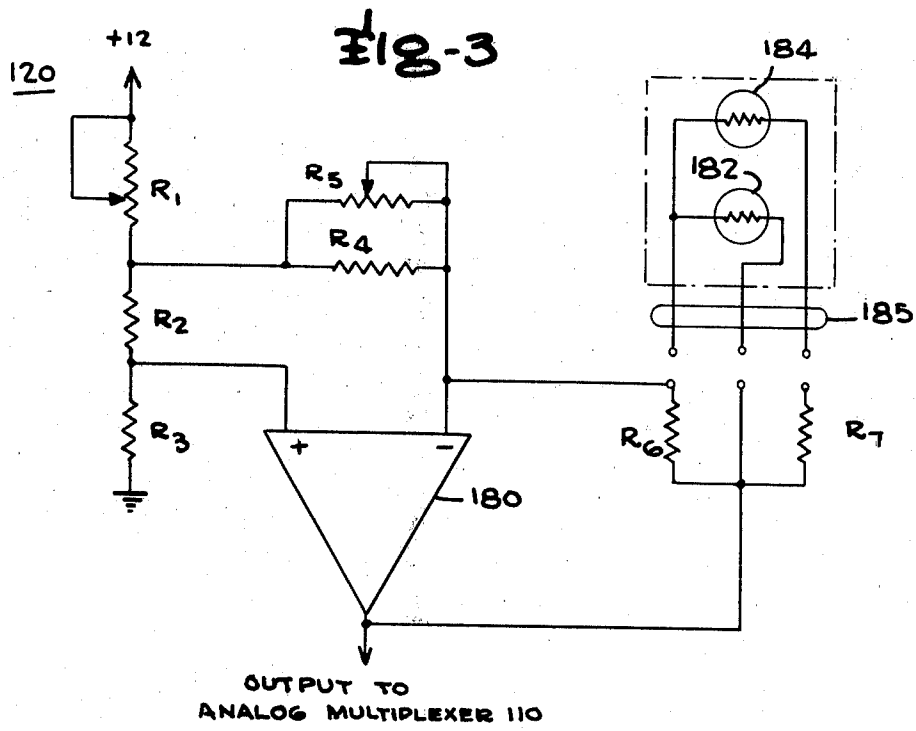 Fig-3
+12
120
184
R1
R5
182
R4
185
R2
R3
+
-
R6
R7
180
OUTPUT TO
ANALOG MULTIPLEXER 110